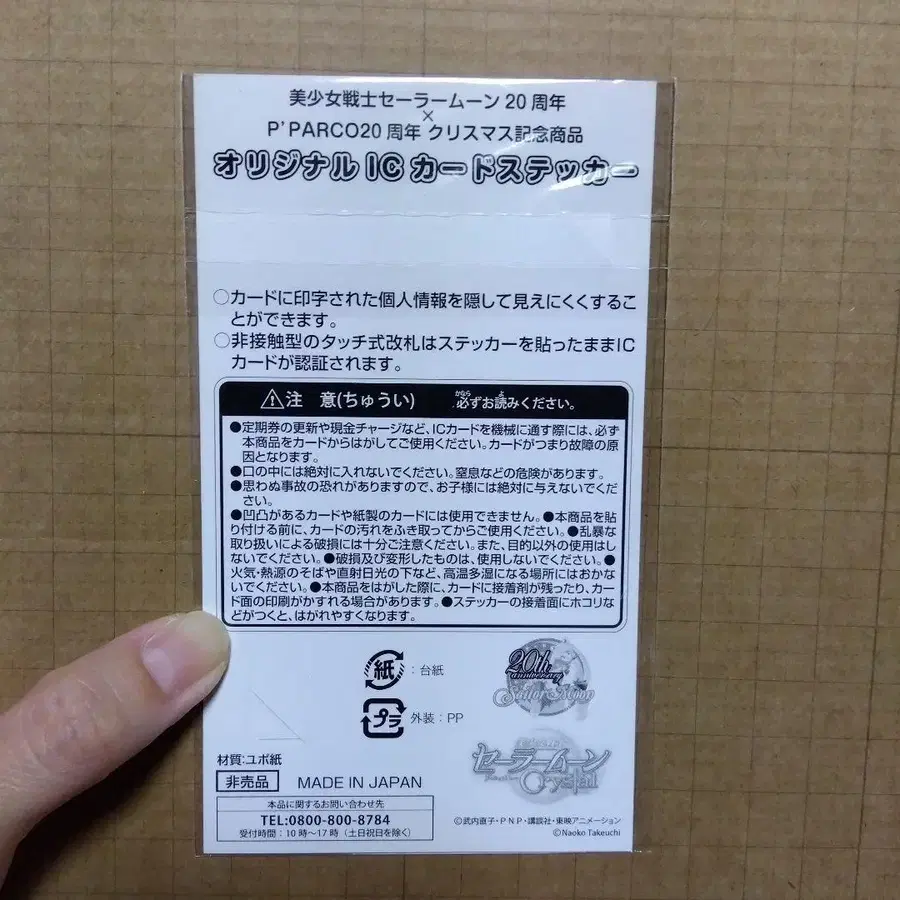 美少女戦士セーラームーン 20 周年
×
P'PARCO20 周年 クリスマス記念商品
オリジナル IC カードステッカー
○カードに印字された個人情報を隠して見えにくくするこ
とができます。
○非接触型のタッチ式改札はステッカーを貼ったままIC
カードが認証されます。
⚠注 意(ちゅうい) 必ずお読みください。
●定期券の更新や現金チャージなど、ICカードを機械に通す際には、必ず
本商品をカードからはがしてご使用ください。カードがつまり故障の原
因となります。
●口の中には絶対に入れないでください。窒息などの危険があります。
●思わぬ事故の恐れがありますので、お子様には絶対に与えないでくだ
さい。
●凹凸があるカードや紙製のカードには使用できません。●本商品を貼
り付ける前に、カードの汚れをふき取ってからご使用ください。●乱暴な
取り扱いによる破損には十分ご注意ください。また、目的以外の使用はし
ないでください。●破損及び変形したものは、使用しないでください。●
火気・熱源のそばや直射日光の下など、高温多湿になる場所にはおかな
いでください。●本商品をはがした際に、カードに接着剤が残ったり、カー
ド面の印刷がかすれる場合があります。●ステッカーの接着面にホコリな
どがつくと、はがれやすくなります。
紙 : 台紙
プラ 外装 : PP
20th
anniversary
Sailor Moon
セーラームーン
Crystal
材質:ユポ紙
非売品 MADE IN JAPAN
本品に関するお問い合わせ先
TEL:0800-800-8784
受付時間:10時〜17時(土日祝日を除く)
©武内直子・PNP・講談社・東映アニメーション
©Naoko Takeuchi